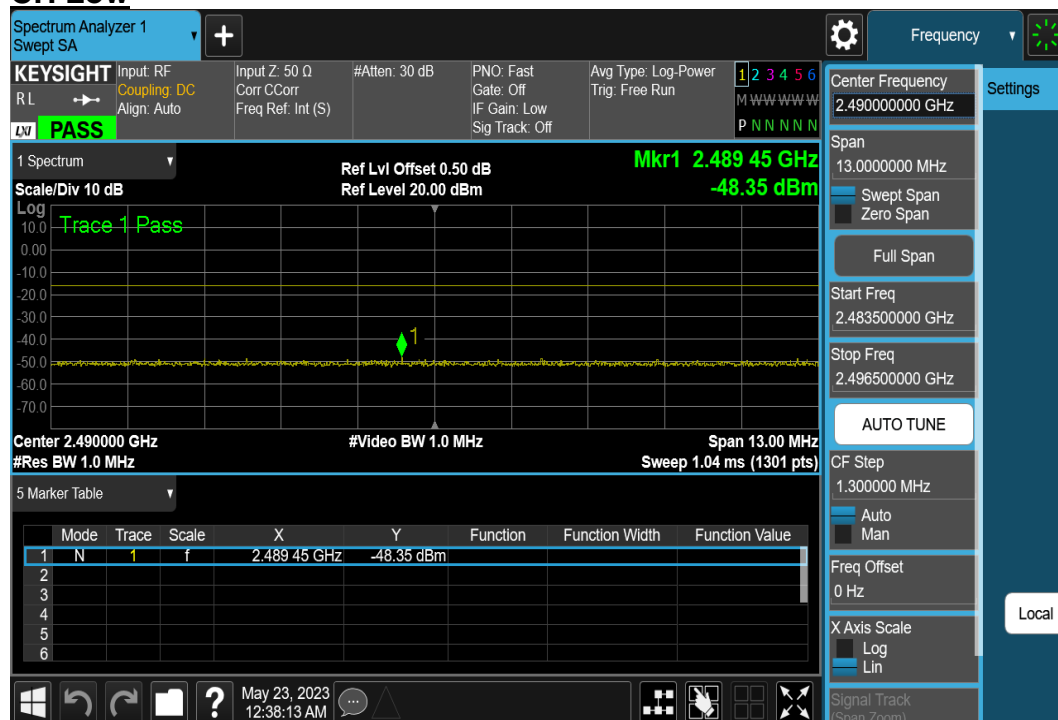 Spectrum Analyzer 1
Swept SA
Frequency
KEYSIGHT
RL
LXI
PASS
Input: RF
Coupling: DC
Align: Auto
Input Z: 50 Ω
Corr CCorr
Freq Ref: Int (S)
#Atten: 30 dB
PNO: Fast
Gate: Off
IF Gain: Low
Sig Track: Off
Avg Type: Log-Power
Trig: Free Run
1 2 3 4 5 6
M W W W W W
P N N N N N
1 Spectrum
Scale/Div 10 dB
Ref Lvl Offset 0.50 dB
Ref Level 20.00 dBm
Mkr1 2.489 45 GHz
-48.35 dBm
Log
Trace 1 Pass
10.0
0.00
-10.0
-20.0
-30.0
-40.0
1
-50.0
-60.0
-70.0
Center 2.490000 GHz
#Res BW 1.0 MHz
#Video BW 1.0 MHz
Span 13.00 MHz
Sweep 1.04 ms (1301 pts)
5 Marker Table
Mode Trace Scale X Y Function Function Width Function Value
1 N 1 f 2.489 45 GHz -48.35 dBm
2
3
4
5
6
May 23, 2023
12:38:13 AM
Center Frequency
2.490000000 GHz
Settings
Span
13.0000000 MHz
Swept Span
Zero Span
Full Span
Start Freq
2.483500000 GHz
Stop Freq
2.496500000 GHz
AUTO TUNE
CF Step
1.300000 MHz
Auto
Man
Freq Offset
0 Hz
Local
X Axis Scale
Log
Lin
Signal Track
(Span Zoom)